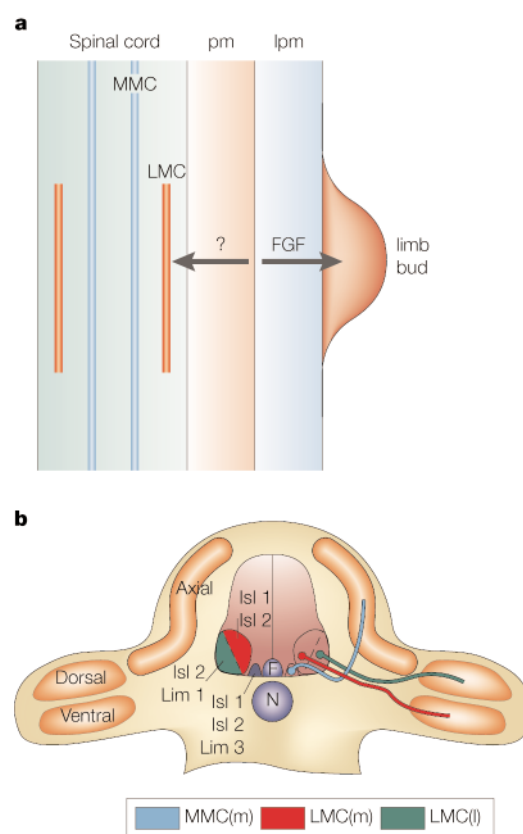 a
Spinal cord pm lpm
MMC
LMC
? FGF
limb
bud
b
Axial
Isl 1
Isl 2
Dorsal
Isl 2
Lim 1
F
Ventral
Isl 1
Isl 2
Lim 3
N
MMC(m) LMC(m) LMC(l)